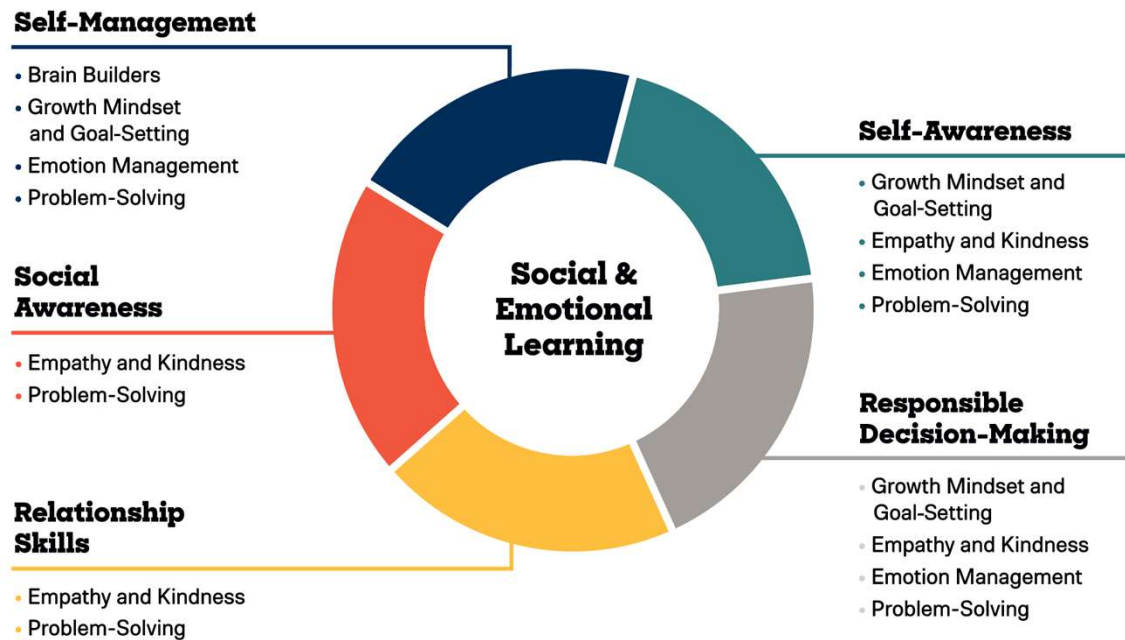 Self-Management
• Brain Builders
• Growth Mindset
and Goal-Setting
• Emotion Management
• Problem-Solving
Social
Awareness
• Empathy and Kindness
• Problem-Solving
Relationship
Skills
• Empathy and Kindness
• Problem-Solving
Social &
Emotional
Learning
Self-Awareness
• Growth Mindset and
Goal-Setting
• Empathy and Kindness
• Emotion Management
• Problem-Solving
Responsible
Decision-Making
• Growth Mindset and
Goal-Setting
• Empathy and Kindness
• Emotion Management
• Problem-Solving